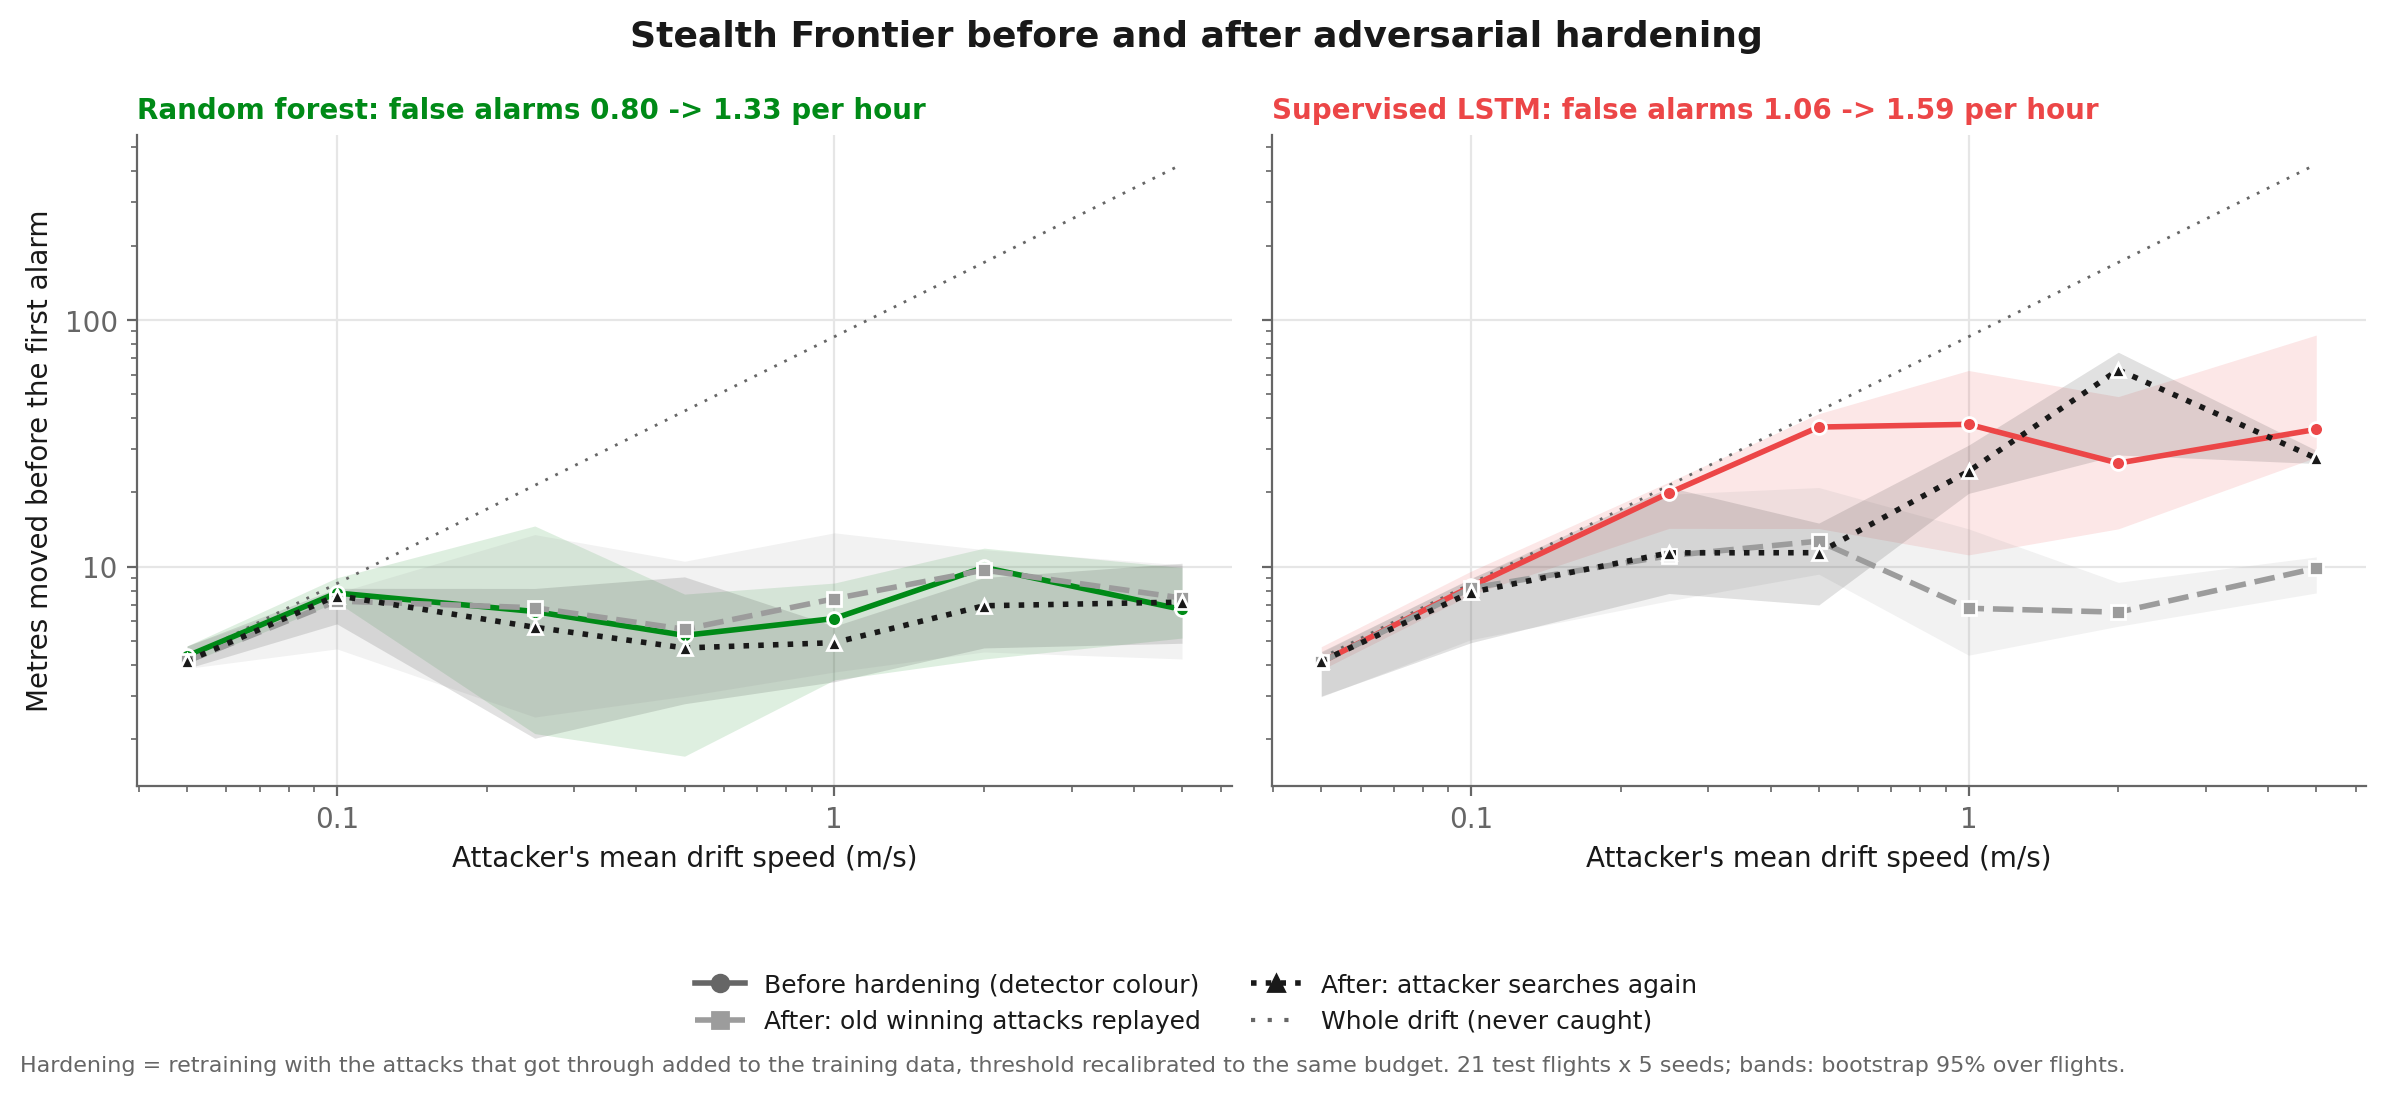 Stealth Frontier before and after adversarial hardening
Random forest: false alarms 0.80 -> 1.33 per hour
Supervised LSTM: false alarms 1.06 -> 1.59 per hour
Metres moved before the first alarm
100
10
0.1
1
0.1
1
Attacker's mean drift speed (m/s)
Attacker's mean drift speed (m/s)
Before hardening (detector colour)
After: old winning attacks replayed
After: attacker searches again
Whole drift (never caught)
Hardening = retraining with the attacks that got through added to the training data, threshold recalibrated to the same budget. 21 test flights x 5 seeds; bands: bootstrap 95% over flights.